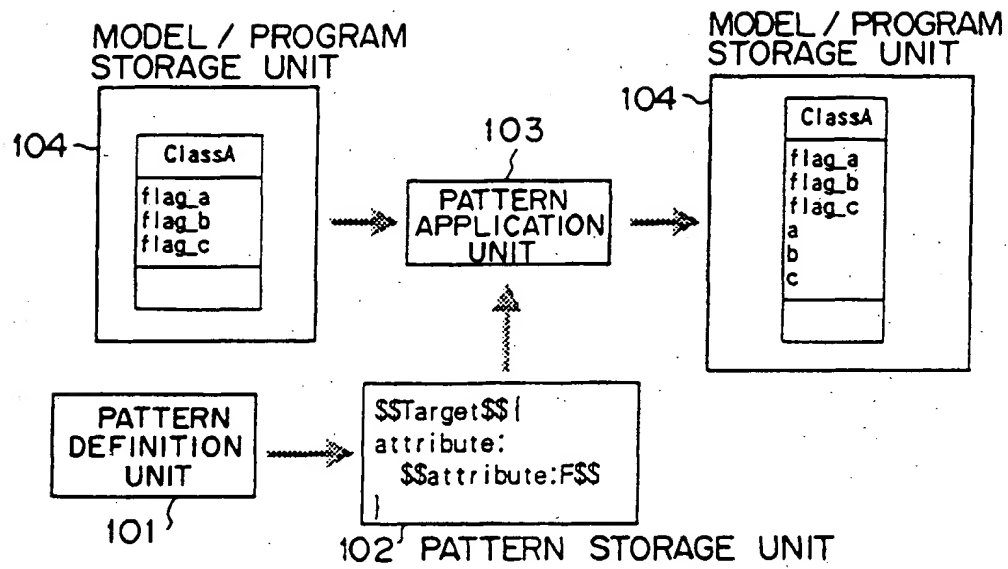 MODEL / PROGRAM
STORAGE UNIT
104
ClassA
flag_a
flag_b
flag_c
103
PATTERN
APPLICATION
UNIT
MODEL / PROGRAM
STORAGE UNIT
104
ClassA
flag_a
flag_b
flag_c
a
b
c
PATTERN
DEFINITION
UNIT
101
$$Target$${
attribute:
$$attribute:F$$
}
102 PATTERN STORAGE UNIT